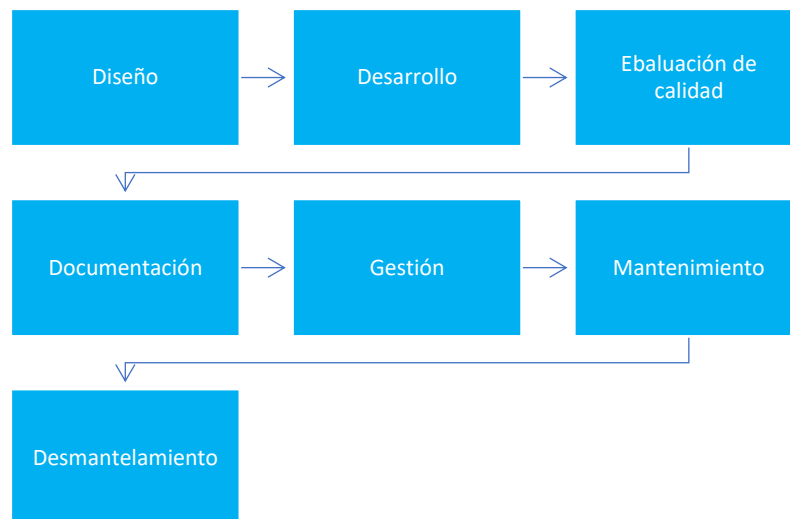 Diseño
Desarrollo
Ebaluación de
calidad
Documentación
Gestión
Mantenimiento
Desmantelamiento